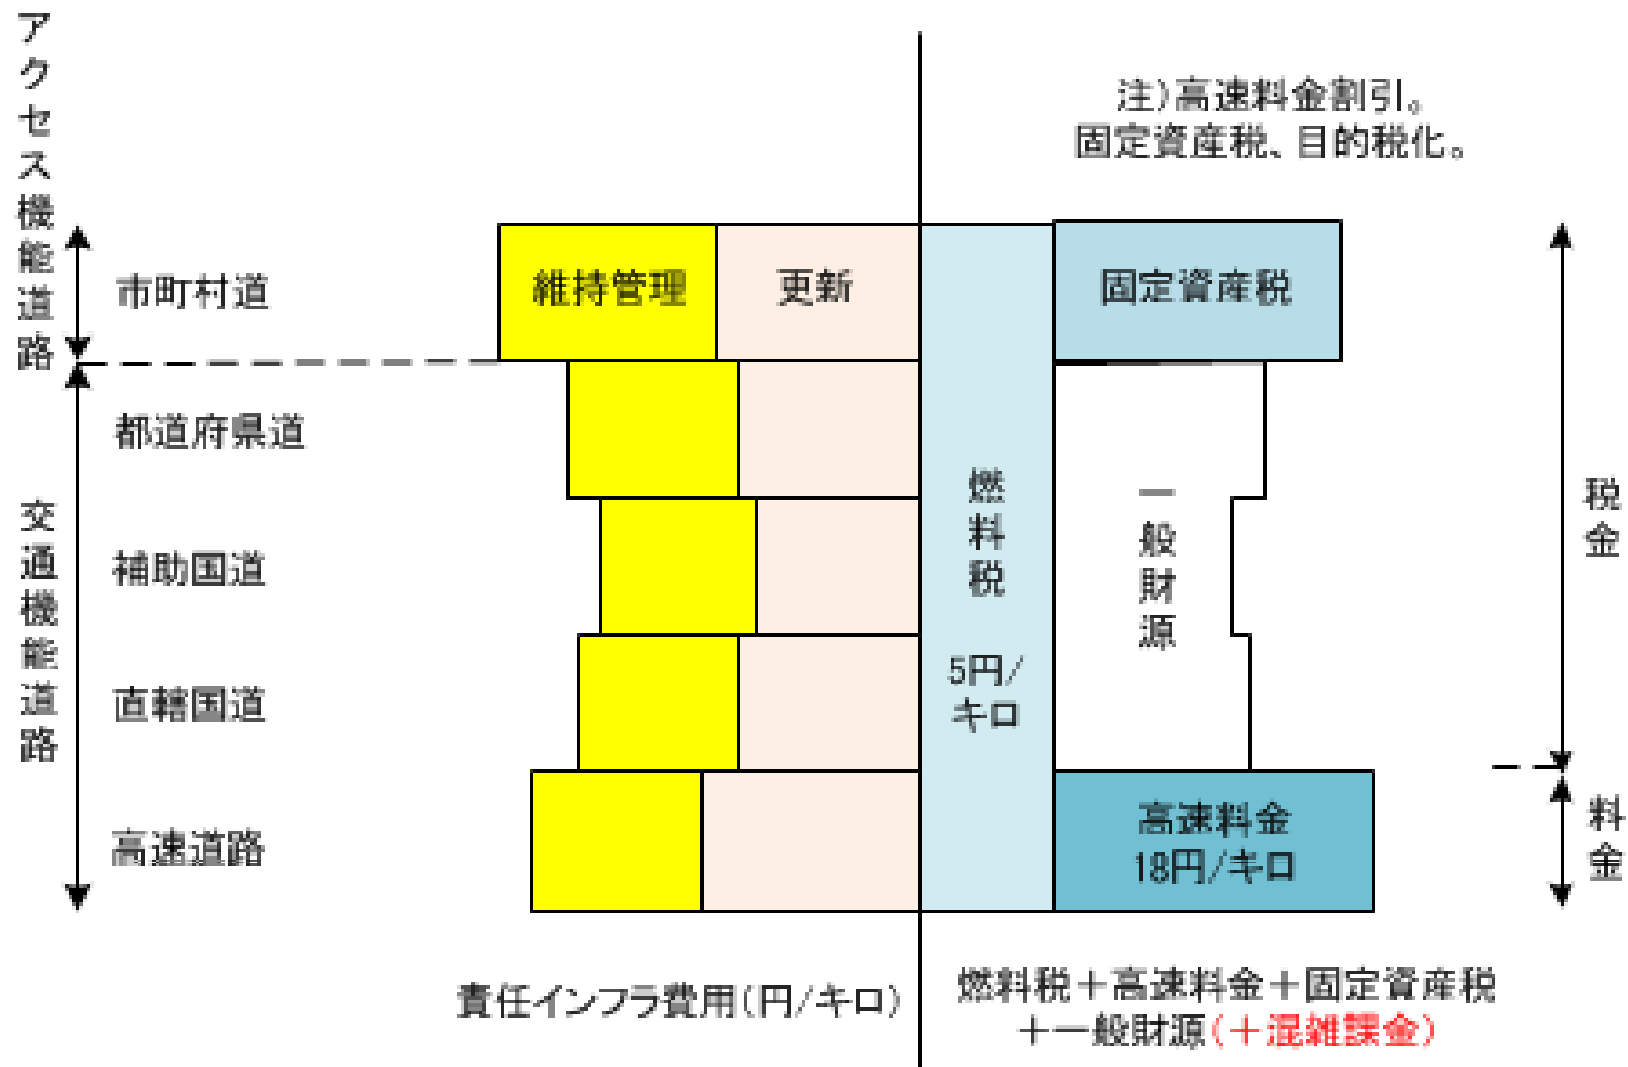 アクセス機能道路
注)高速料金割引。
固定資産税、目的税化。
市町村道
維持管理
更新
固定資産税
都道府県道
補助国道
直轄国道
高速道路
交通機能道路
燃料税
5円/
キロ
一般財源
高速料金
18円/キロ
税金
料金
責任インフラ費用(円/キロ)
燃料税+高速料金+固定資産税
+一般財源(+混雑課金)